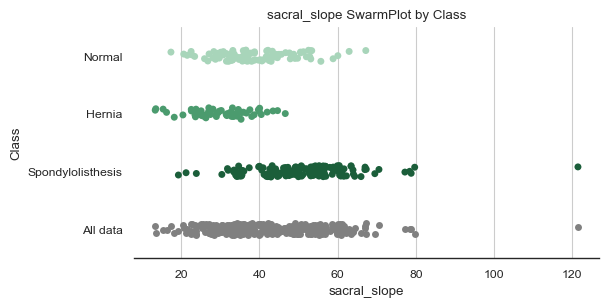 sacral_slope SwarmPlot by Class
Normal
Hernia
Spondylolisthesis
All data
Class
20 40 60 80 100 120
sacral_slope